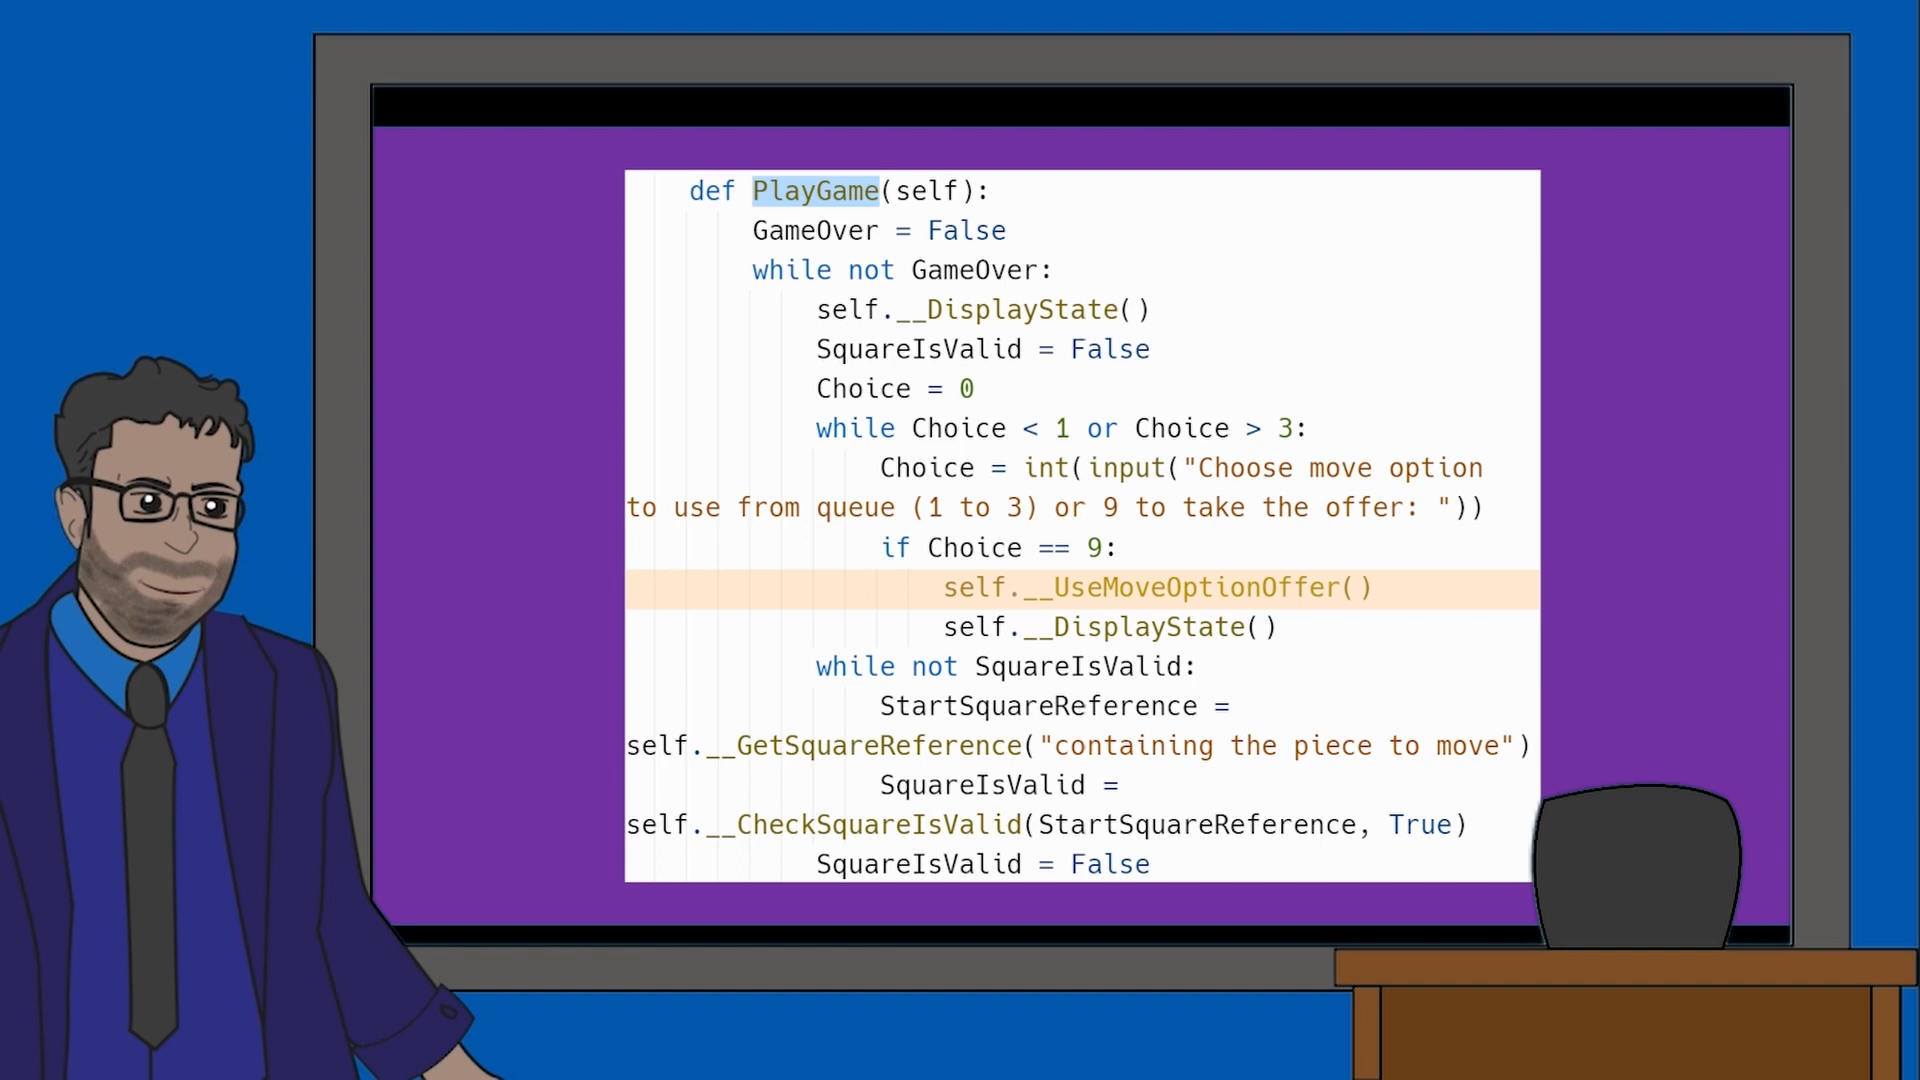 def PlayGame(self):
GameOver = False
while not GameOver:
self.__DisplayState()
SquareIsValid = False
Choice = 0
while Choice < 1 or Choice > 3:
Choice = int(input("Choose move option
to use from queue (1 to 3) or 9 to take the offer: "))
if Choice == 9:
self.__UseMoveOptionOffer()
self.__DisplayState()
while not SquareIsValid:
StartSquareReference =
self.__GetSquareReference("containing the piece to move")
SquareIsValid =
self.__CheckSquareIsValid(StartSquareReference, True)
SquareIsValid = False